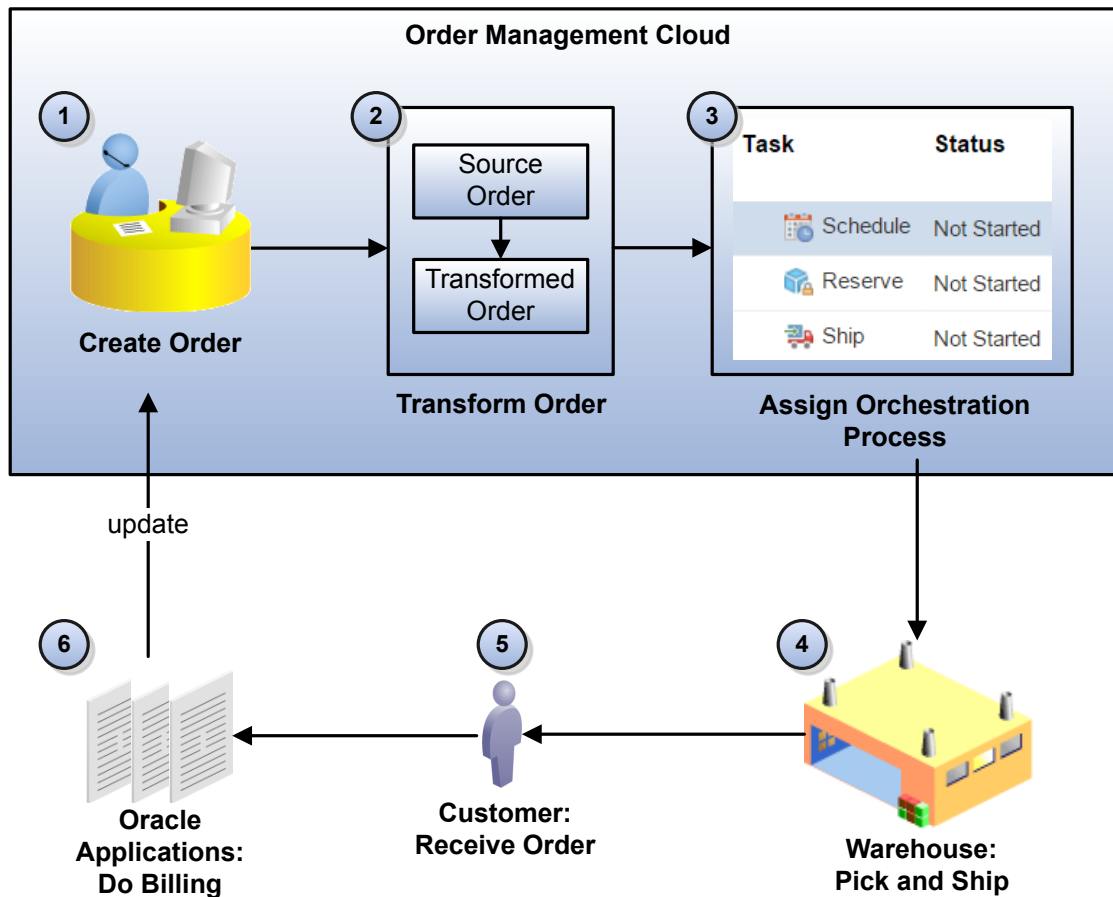 Order Management Cloud
1
2
3
Source
Order
Transformed
Order
Task Status
Schedule Not Started
Reserve Not Started
Ship Not Started
Create Order
Transform Order
Assign Orchestration
Process
update
6
5
4
Oracle
Applications:
Do Billing
Customer:
Receive Order
Warehouse:
Pick and Ship